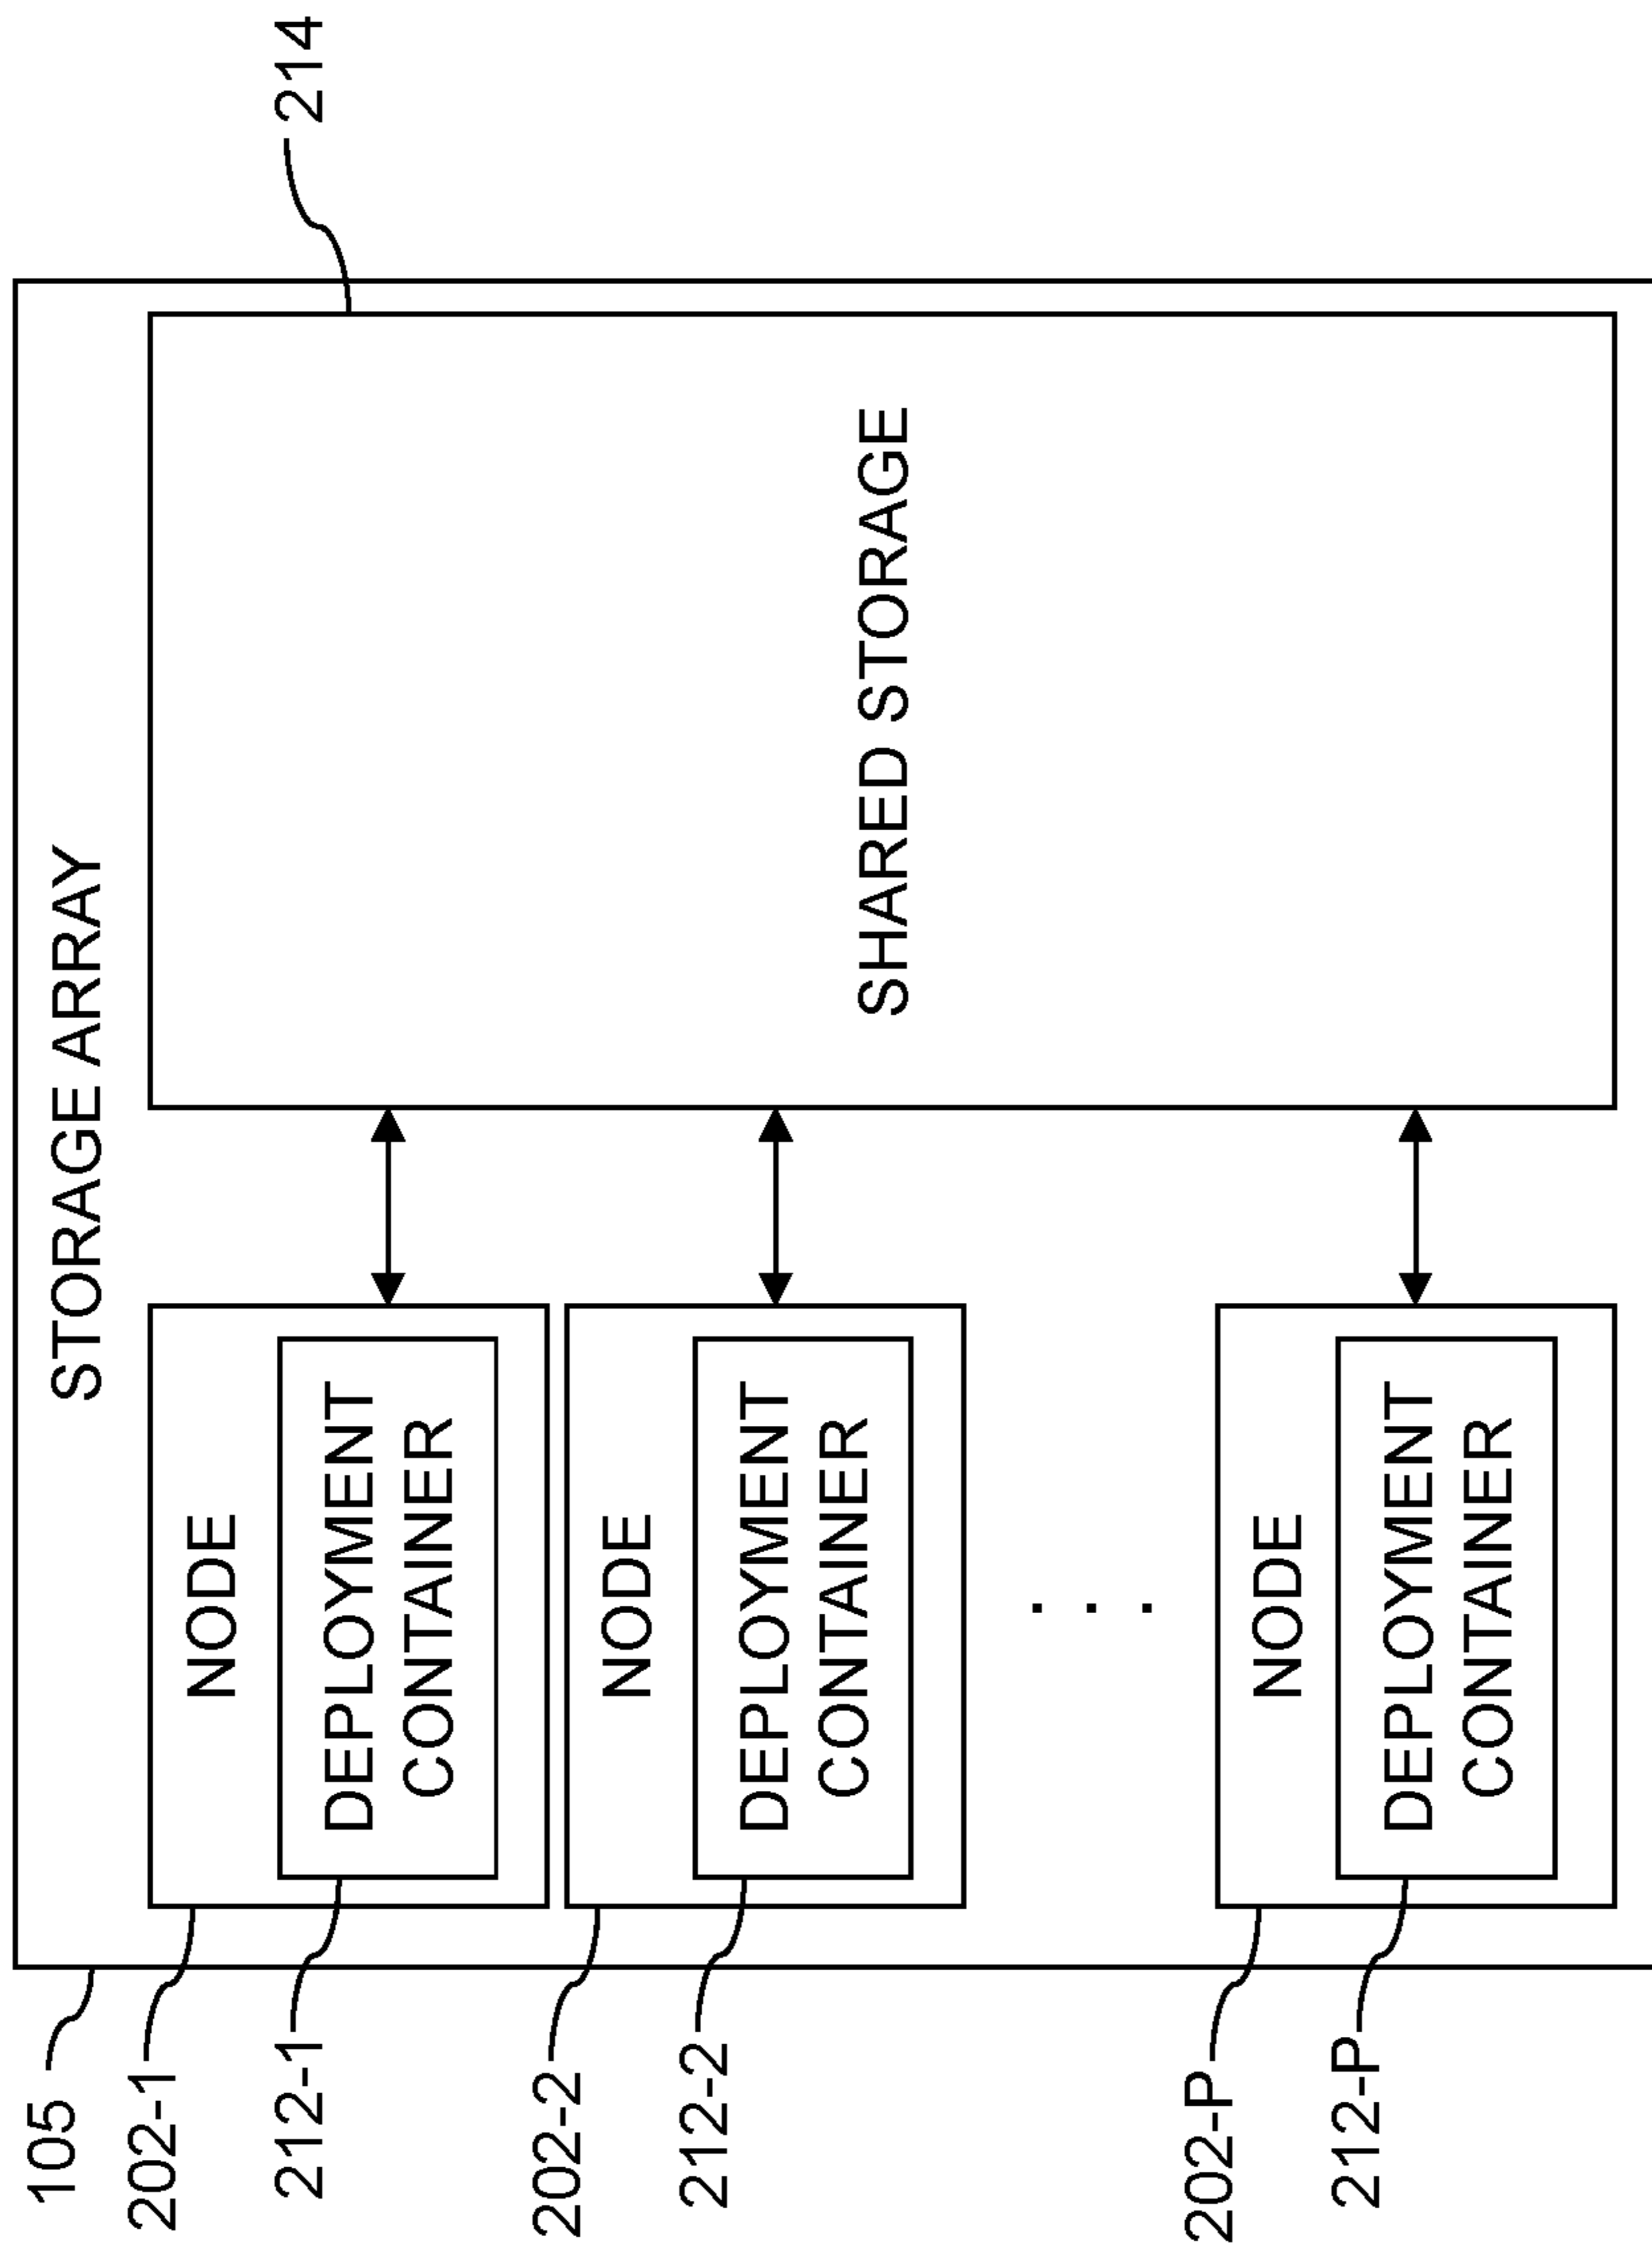 STORAGE ARRAY
105
202-1
NODE
212-1
DEPLOYMENT
CONTAINER
202-2
NODE
212-2
DEPLOYMENT
CONTAINER
. . .
202-P
NODE
212-P
DEPLOYMENT
CONTAINER
SHARED STORAGE
214